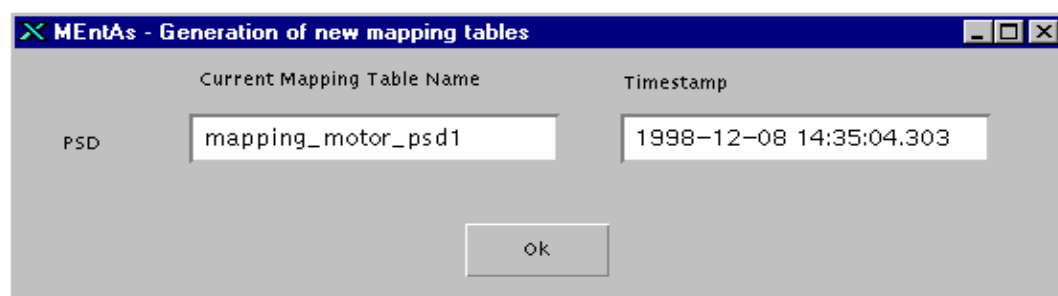 MEntAs - Generation of new mapping tables
Current Mapping Table Name Timestamp
PSD mapping_motor_psd1 1998-12-08 14:35:04.303
ok